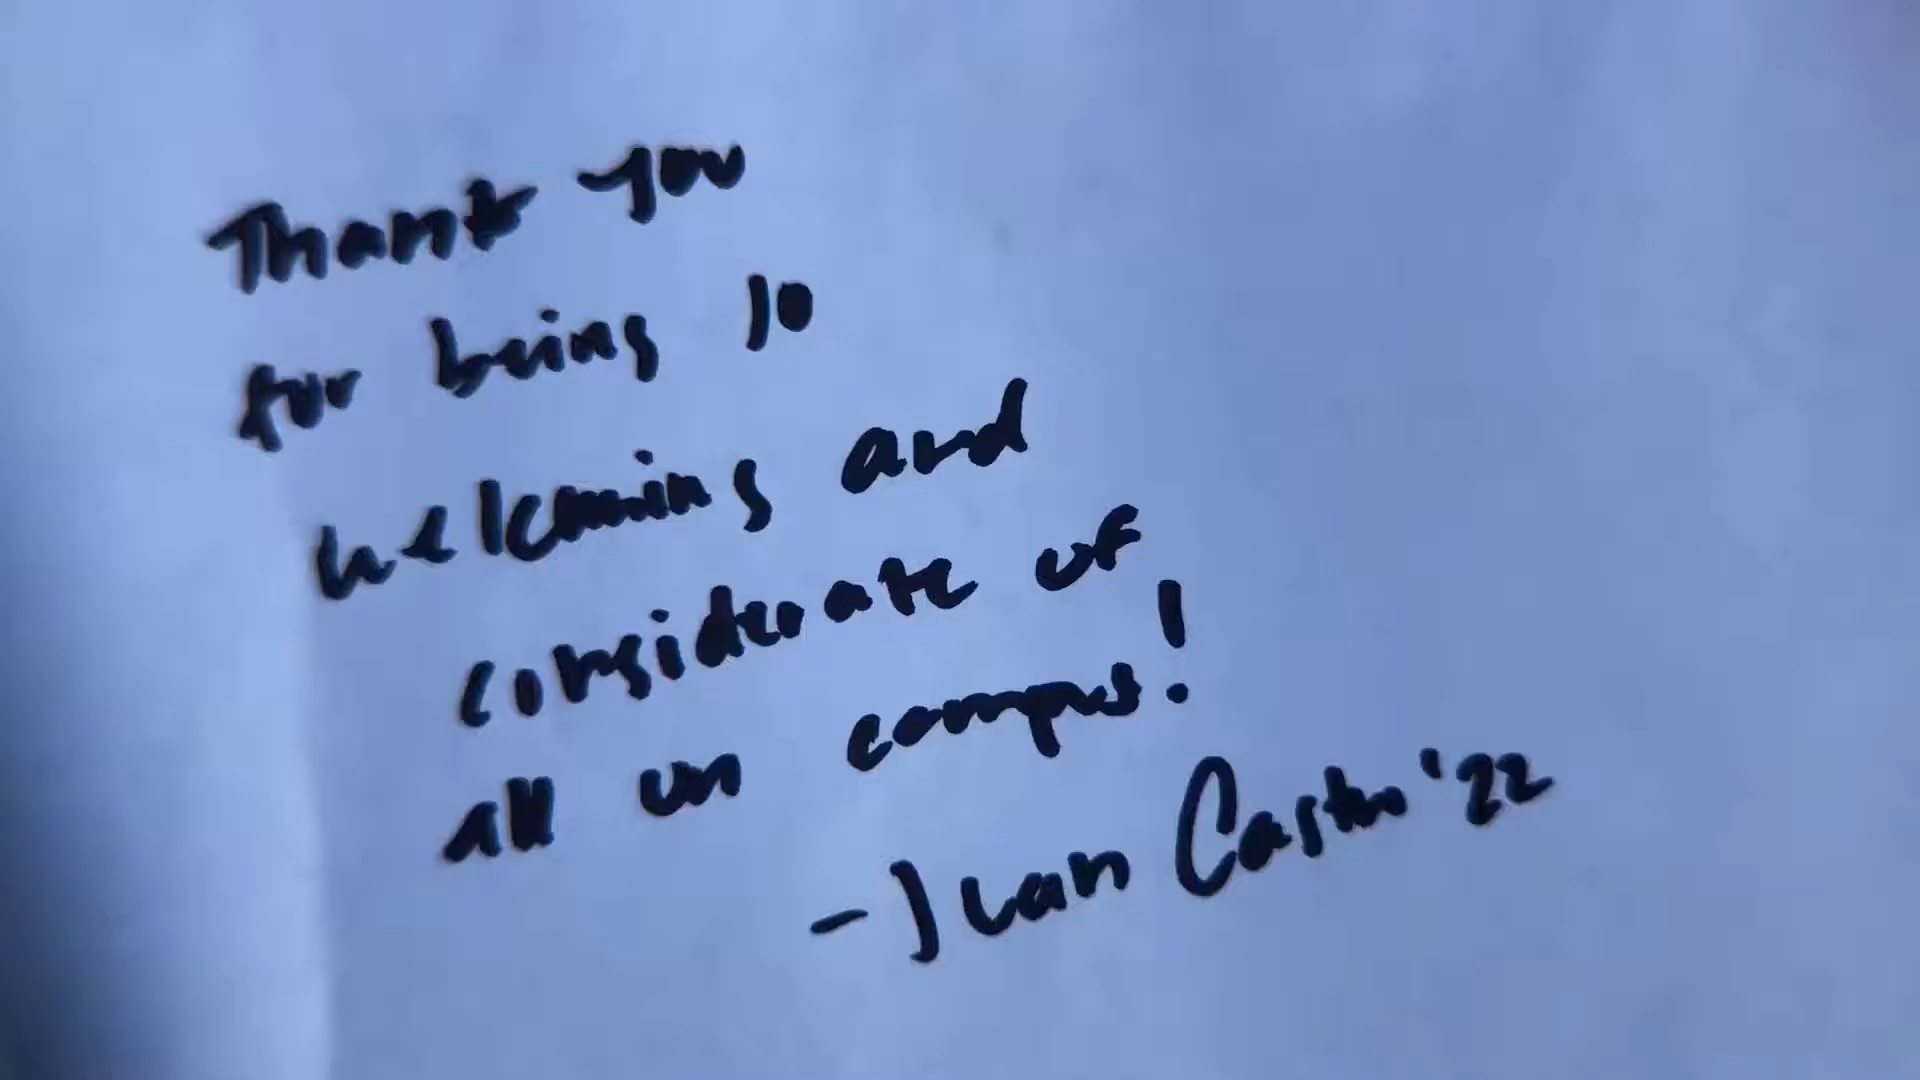 Thank you
for being so
welcoming and
considerate of
all on campus!
-Juan Castro '22